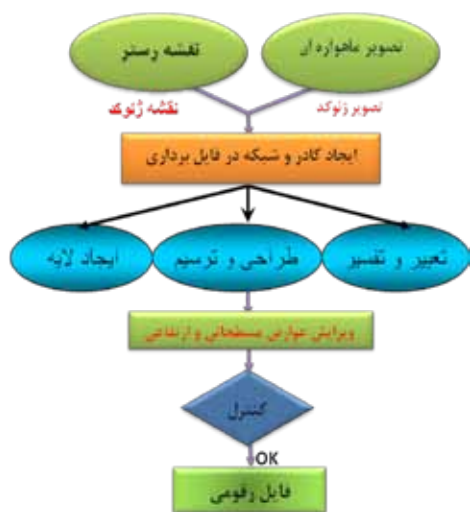 تصویر ماهواره ای
نقشه رستر
تصویر ژئوکد
نقشه ژئوکد
ایجاد کادر و شبکه در فایل برداری
تعبیر و تفسیر
طراحی و ترسیم
ایجاد لایه
ویرایش عوارض مسطحاتی و ارتفاعی
کنترل
OK
فایل رقومی